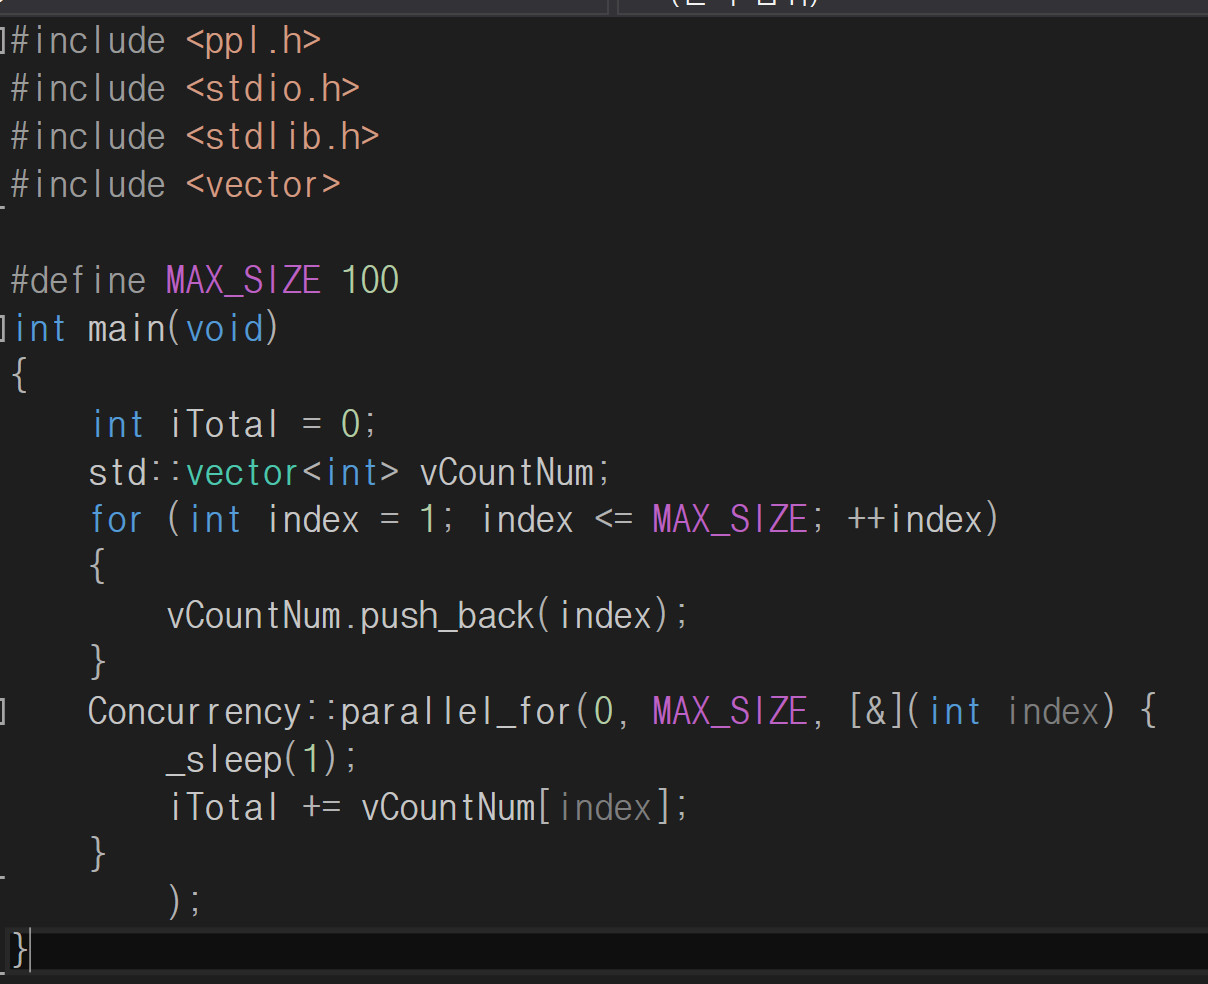 #include <ppl.h>
#include <stdio.h>
#include <stdlib.h>
#include <vector>
#define MAX_SIZE 100
int main(void)
{
int iTotal = 0;
std::vector<int> vCountNum;
for (int index = 1; index <= MAX_SIZE; ++index)
{
vCountNum.push_back(index);
}
Concurrency::parallel_for(0, MAX_SIZE, [&](int index) {
_sleep(1);
iTotal += vCountNum[index];
}
);
}